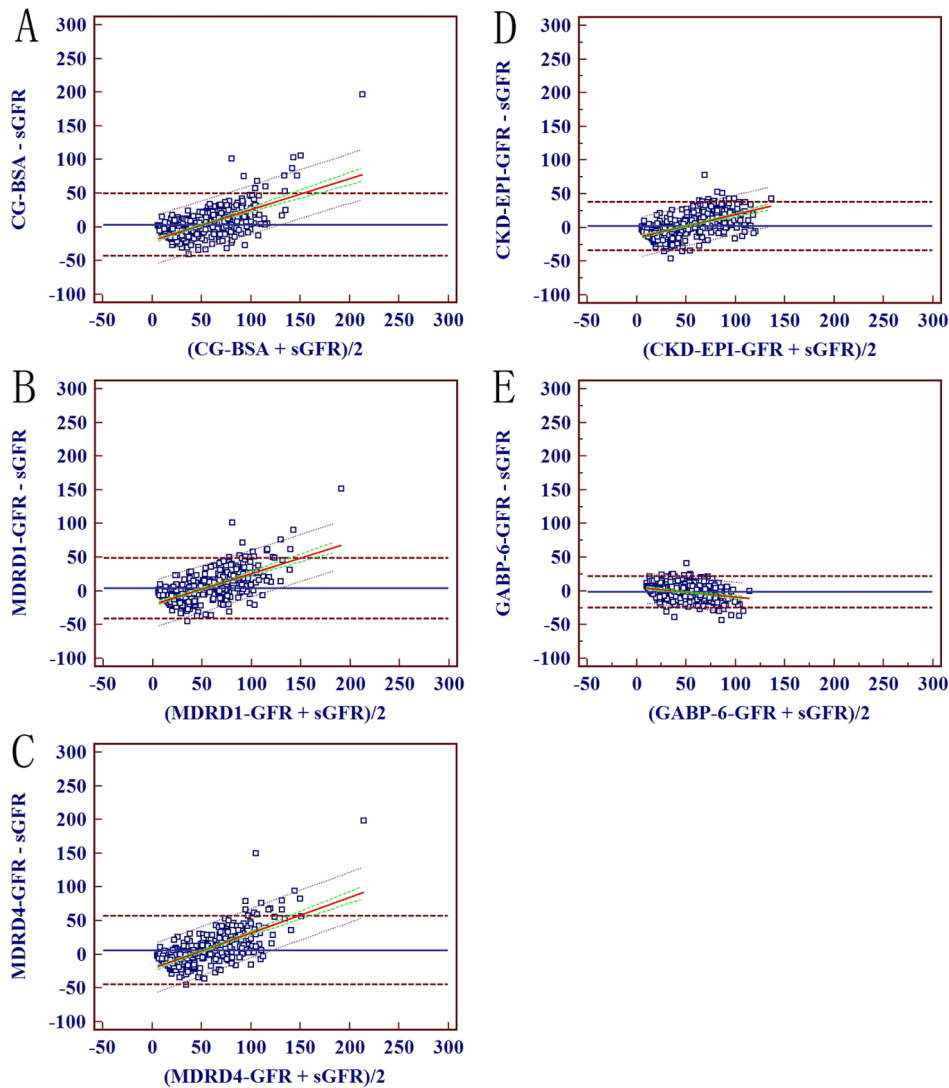 A
300
250
200
150
100
50
0
-50
-100
CG-BSA - sGFR
-50 0 50 100 150 200 250 300
(CG-BSA + sGFR)/2
B
300
250
200
150
100
50
0
-50
-100
MDRD1-GFR - sGFR
-50 0 50 100 150 200 250 300
(MDRD1-GFR + sGFR)/2
C
300
250
200
150
100
50
0
-50
-100
MDRD4-GFR - sGFR
-50 0 50 100 150 200 250 300
(MDRD4-GFR + sGFR)/2
D
300
250
200
150
100
50
0
-50
-100
CKD-EPI-GFR - sGFR
-50 0 50 100 150 200 250 300
(CKD-EPI-GFR + sGFR)/2
E
300
250
200
150
100
50
0
-50
-100
GABP-6-GFR - sGFR
-50 0 50 100 150 200 250 300
(GABP-6-GFR + sGFR)/2